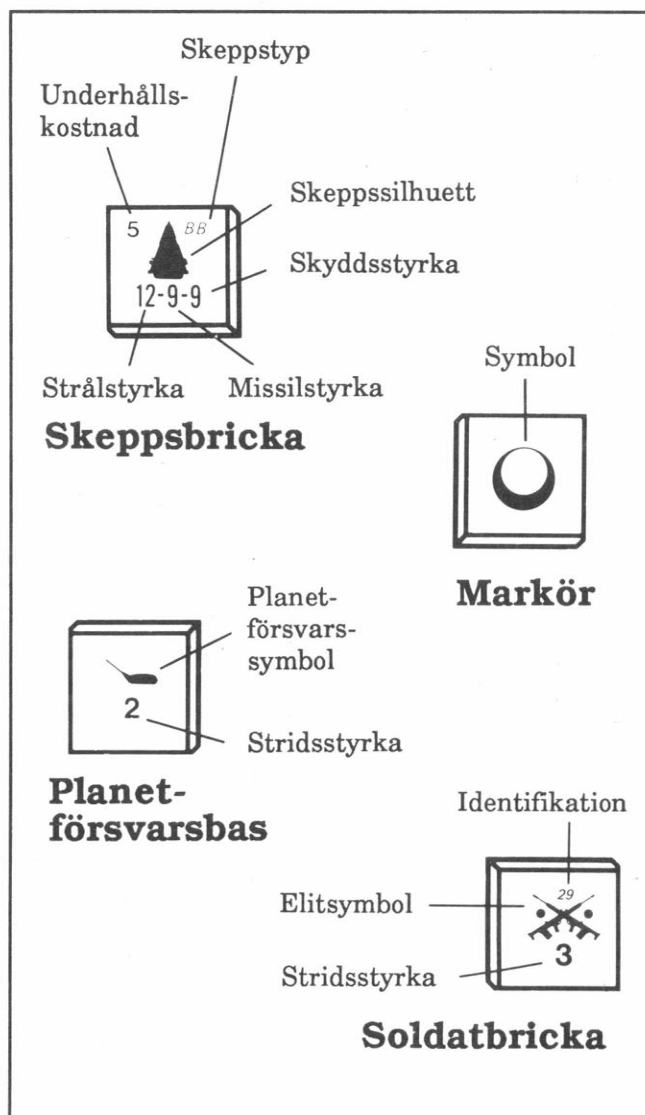 Skeppstyp
Underhålls-
kostnad
5 BB
Skeppssilhuett
Skyddsstyrka
12-9-9
Strålstyrka Missilstyrka
Skeppsbricka
Symbol
Markör
Planet-
försvars-
symbol
2
Stridsstyrka
Planet-
försvarsbas
Identifikation
29
Elitsymbol
3
Stridsstyrka
Soldatbricka